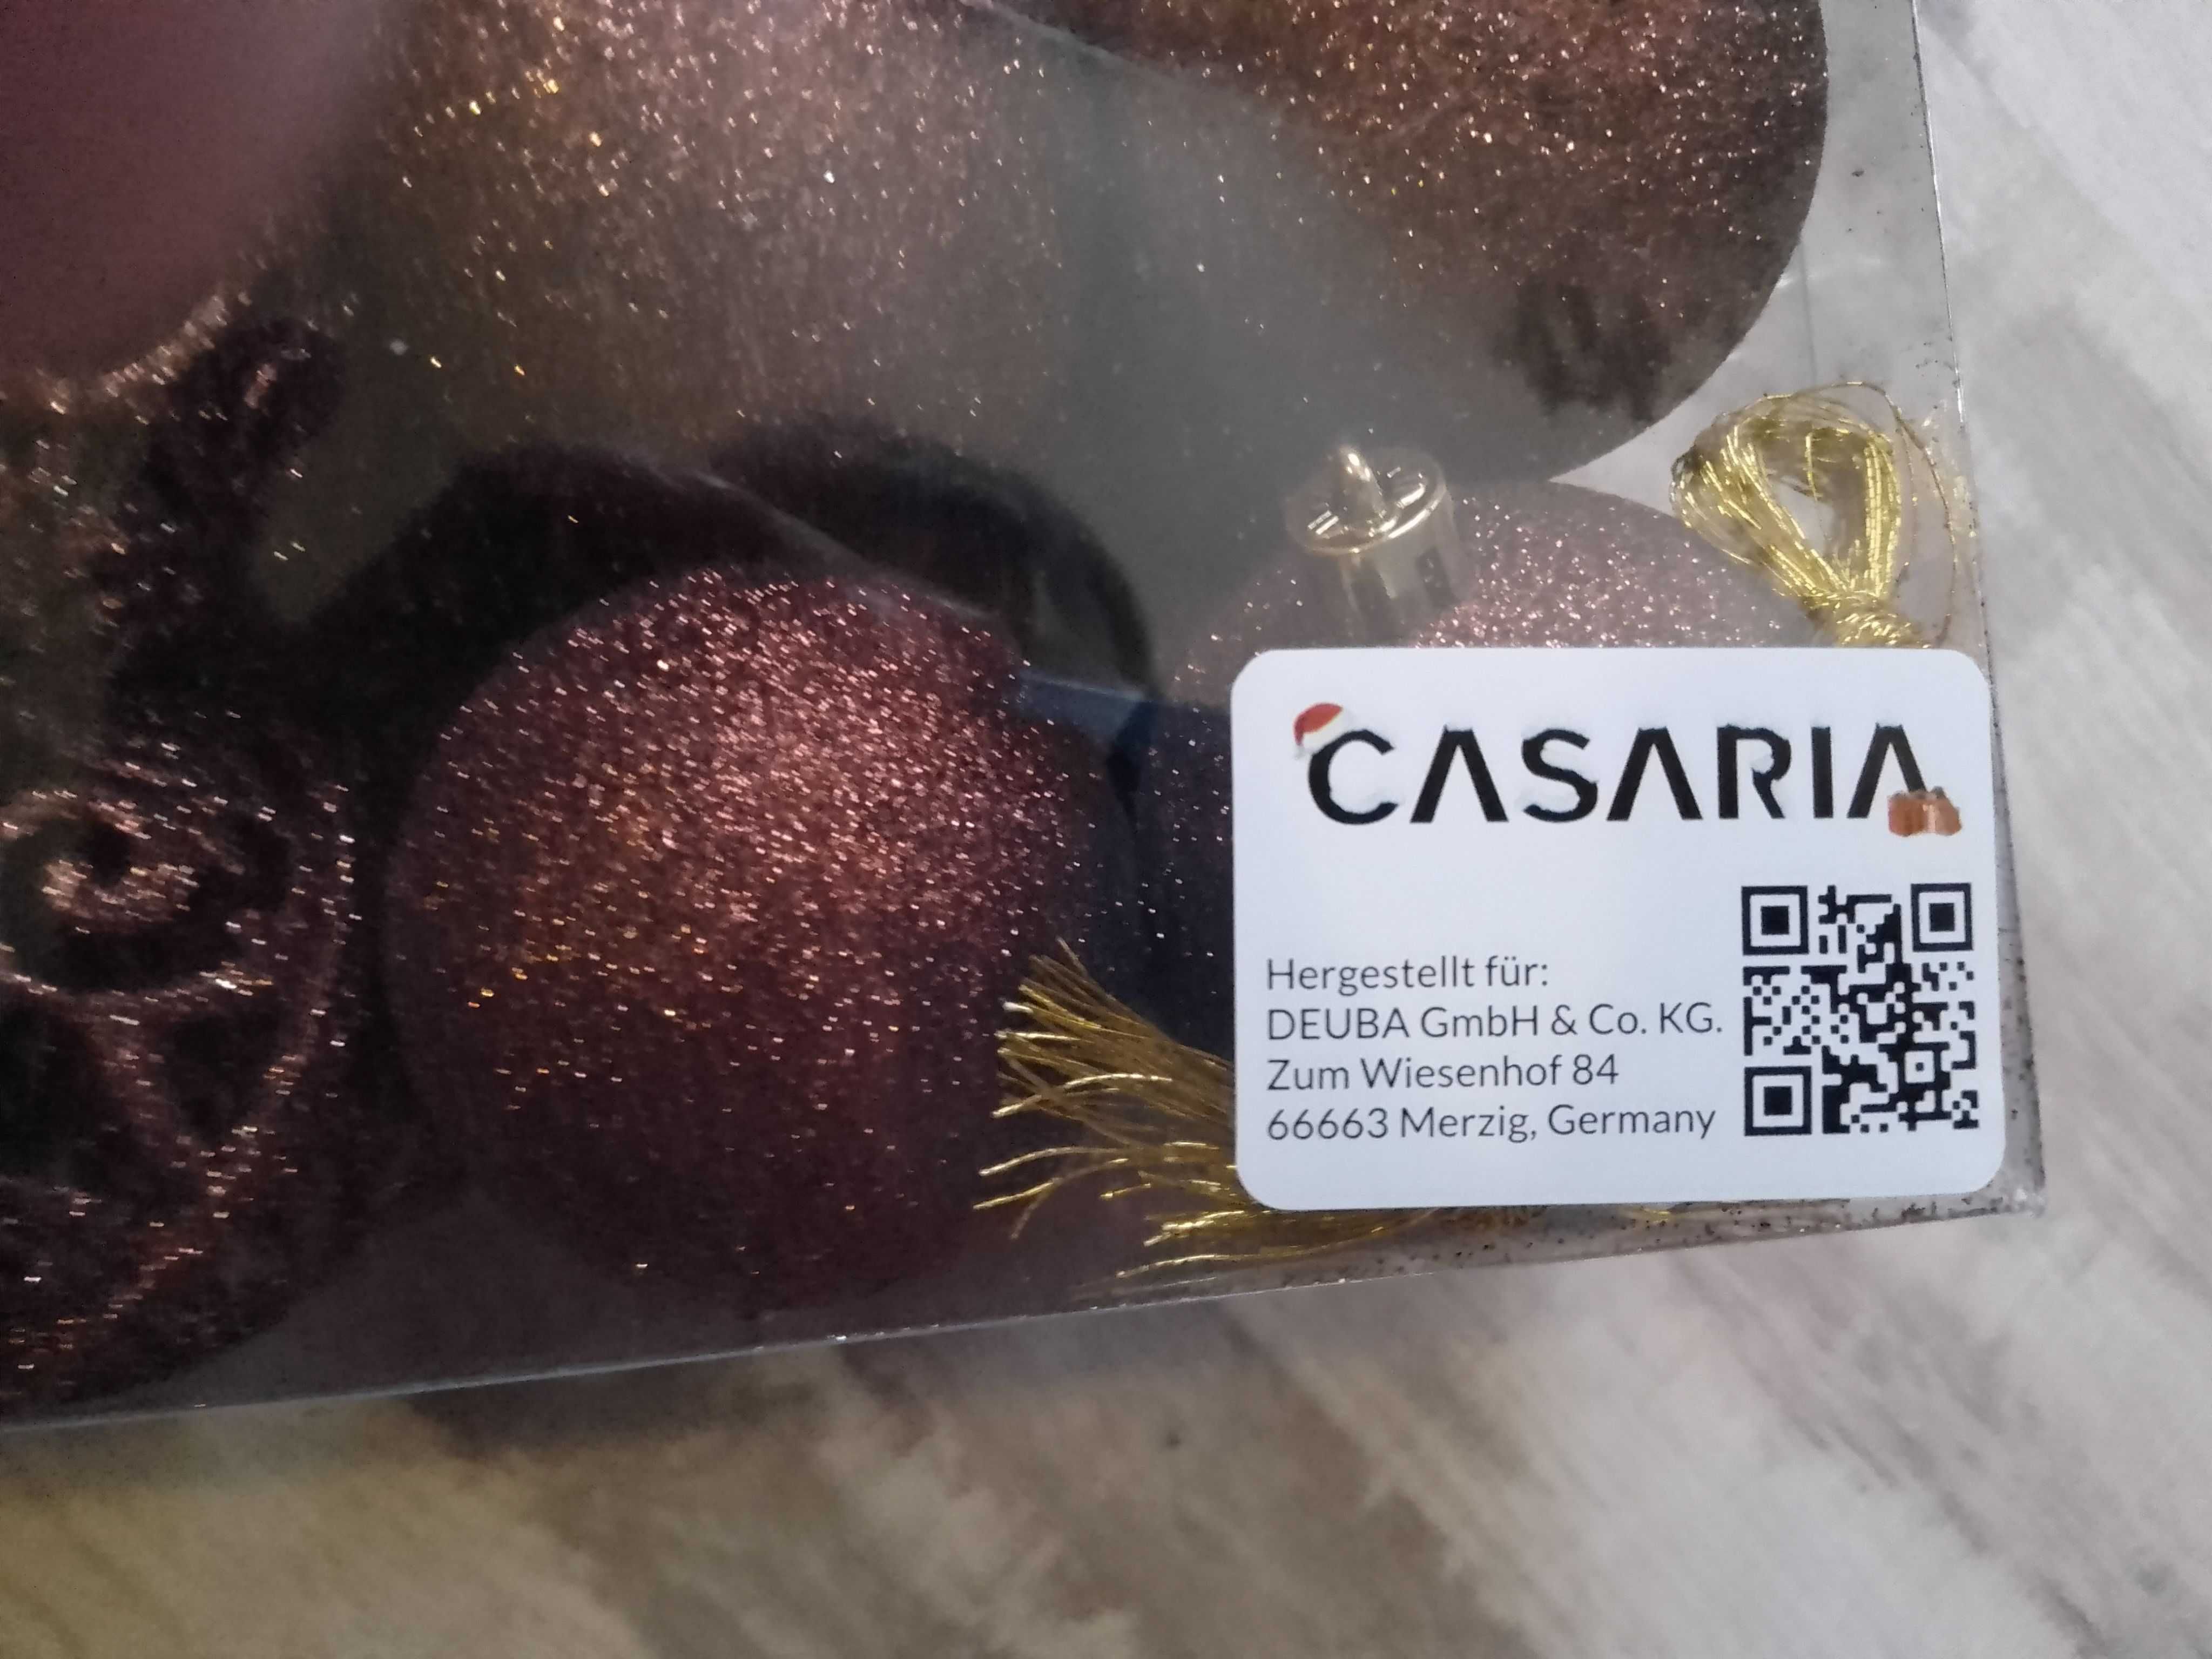 CASARIA
Hergestellt für:
DEUBA GmbH & Co. KG.
Zum Wiesenhof 84
66663 Merzig, Germany